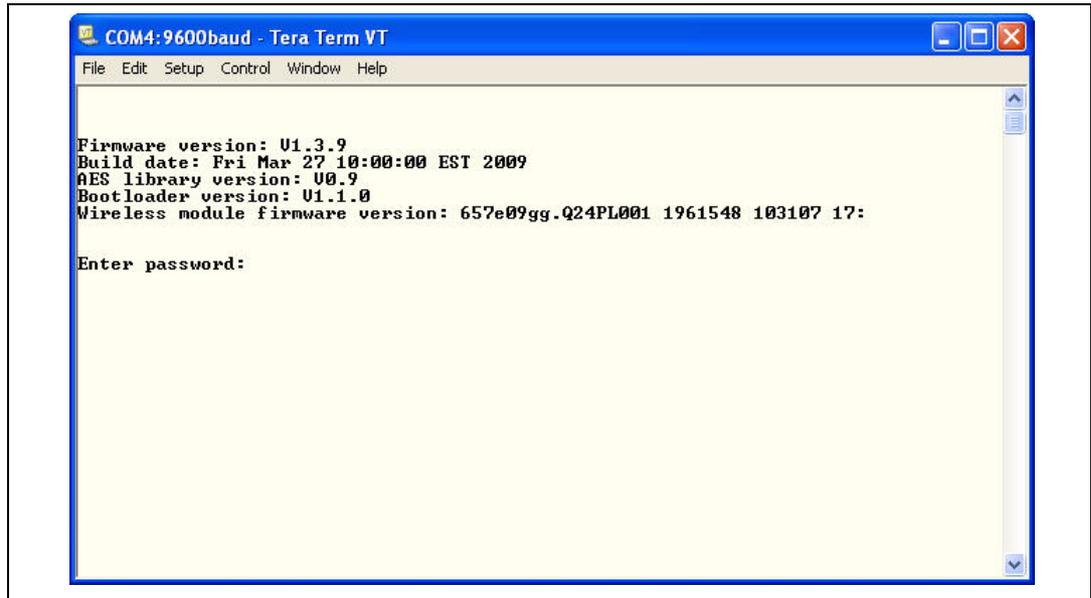 COM4:9600baud - Tera Term VT
File Edit Setup Control Window Help
Firmware version: V1.3.9
Build date: Fri Mar 27 10:00:00 EST 2009
AES library version: V0.9
Bootloader version: V1.1.0
Wireless module firmware version: 657e09gg.Q24PL001 1961548 103107 17:
Enter password: